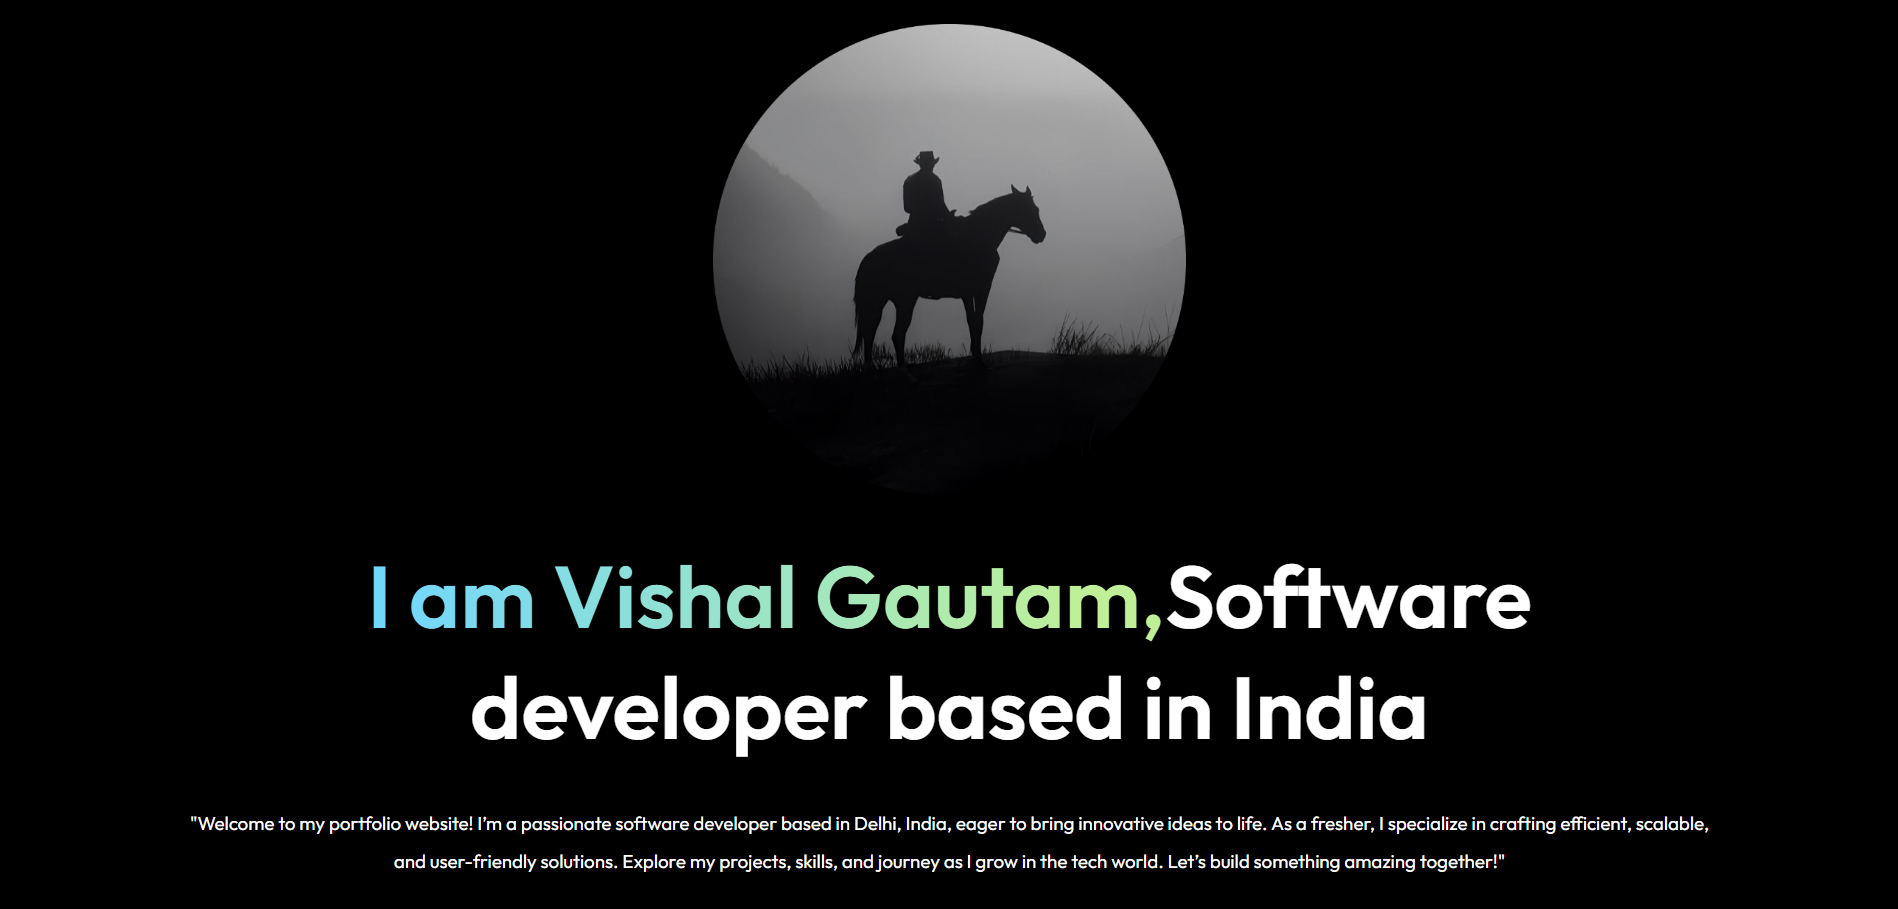 I am Vishal Gautam,Software
developer based in India
"Welcome to my portfolio website! I’m a passionate software developer based in Delhi, India, eager to bring innovative ideas to life. As a fresher, I specialize in crafting efficient, scalable,
and user-friendly solutions. Explore my projects, skills, and journey as I grow in the tech world. Let’s build something amazing together!"